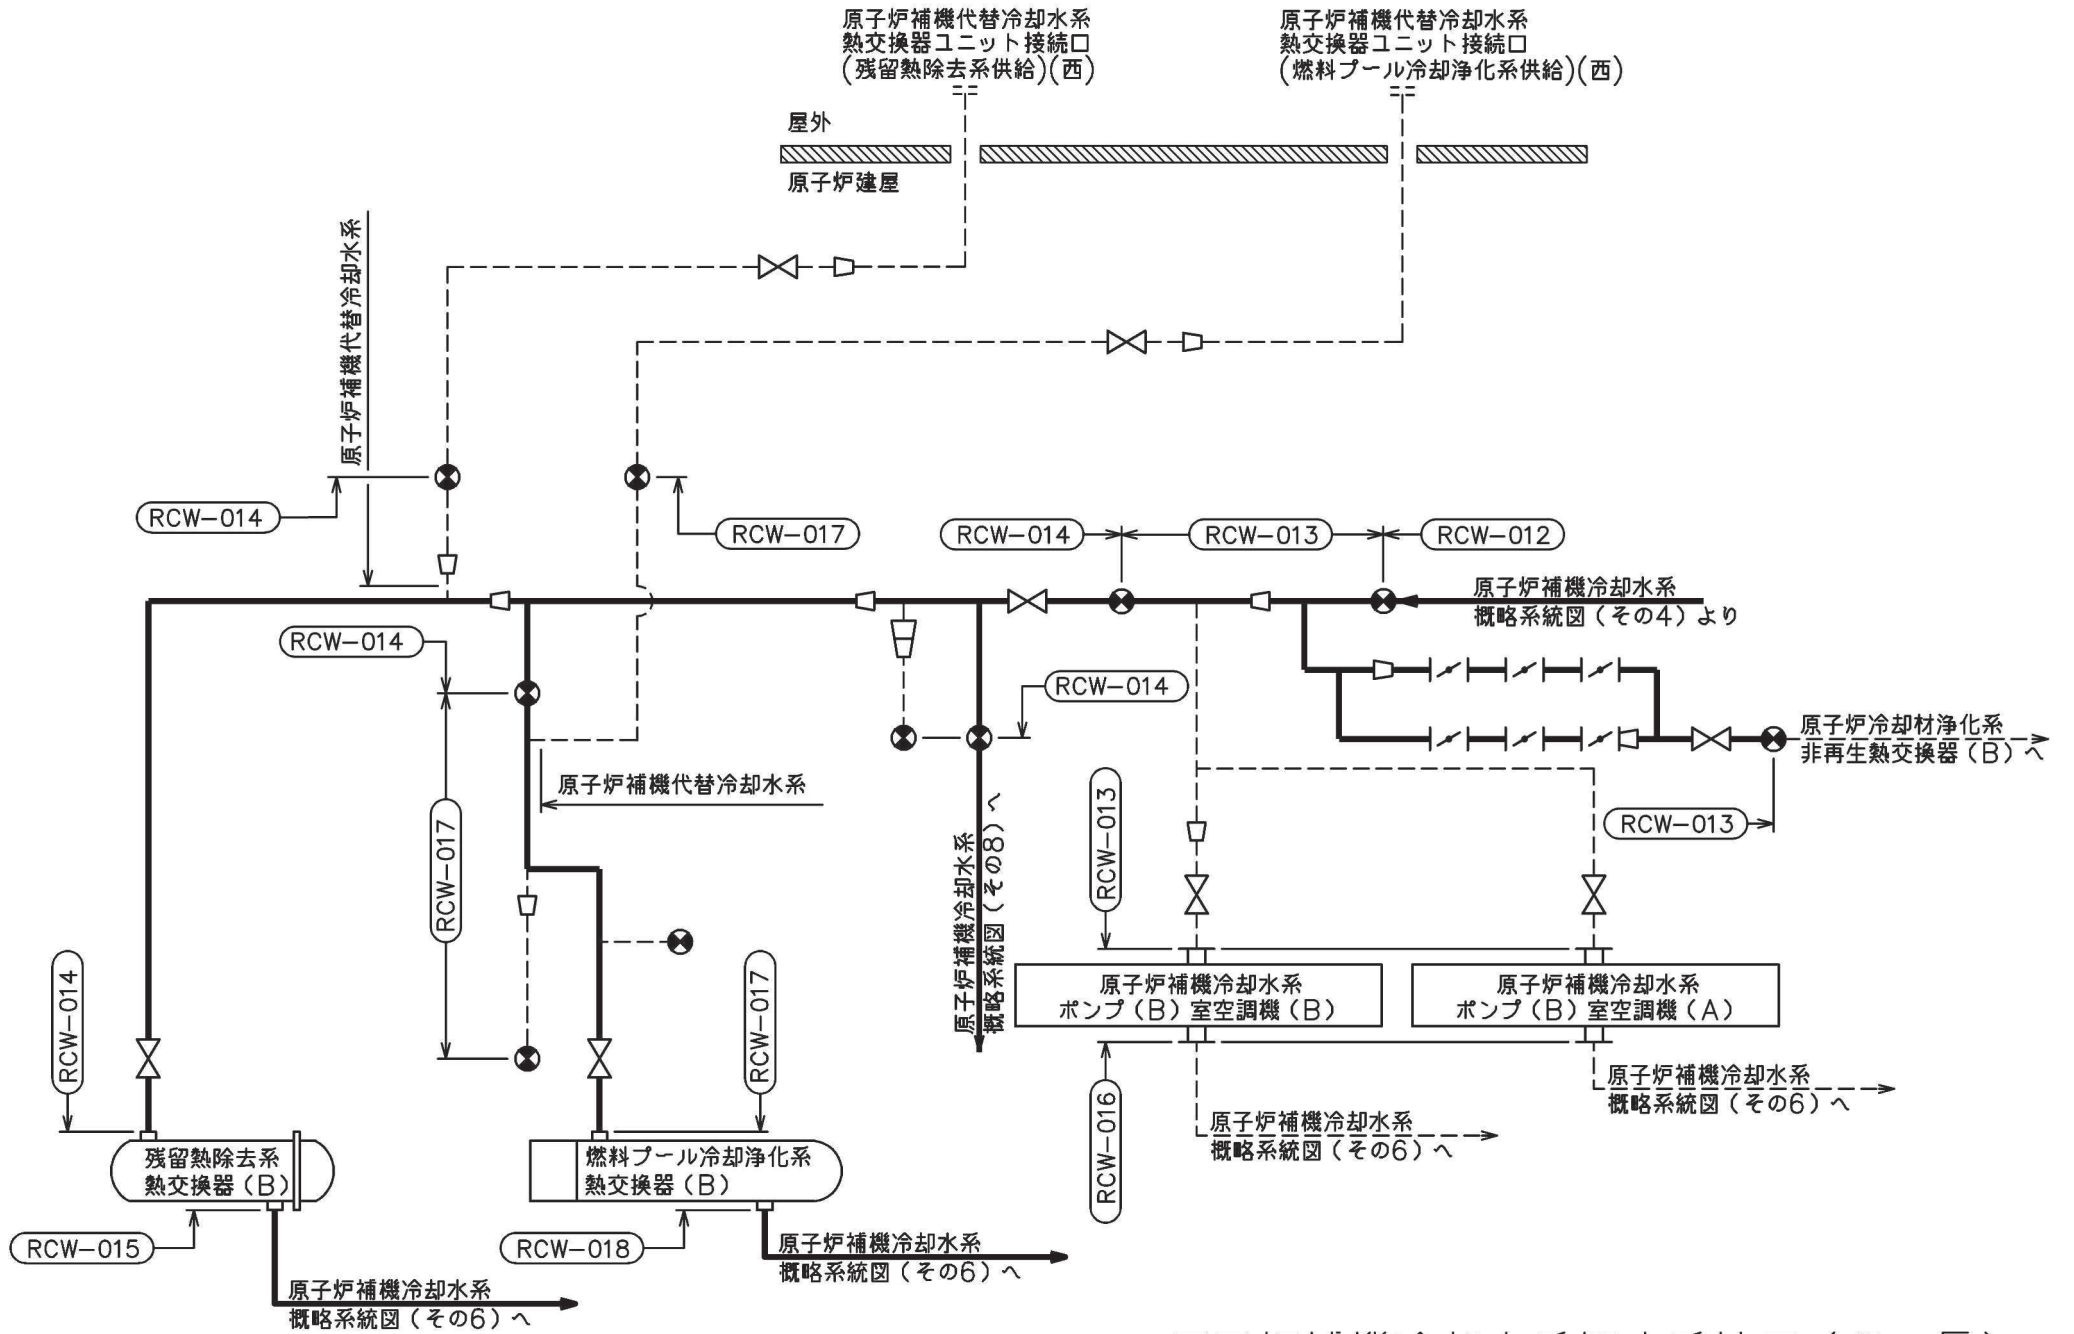 原子炉補機代替冷却水系
熱交換器ユニット接続口
(残留熱除去系供給)(西)
原子炉補機代替冷却水系
熱交換器ユニット接続口
(燃料プール冷却浄化系供給)(西)
屋外
原子炉建屋
原子炉補機代替冷却水系
RCW-014
RCW-017
RCW-014
RCW-013
RCW-012
原子炉補機冷却水系
概略系統図(その4)より
RCW-014
RCW-014
原子炉冷却材浄化系
非再生熱交換器(B)へ
原子炉補機代替冷却水系
RCW-017
原子炉補機冷却水系
概略系統図(その8)へ
RCW-013
RCW-013
RCW-014
RCW-017
原子炉補機冷却水系
ポンプ(B)室空調機(B)
原子炉補機冷却水系
ポンプ(B)室空調機(A)
RCW-016
原子炉補機冷却水系
概略系統図(その6)へ
原子炉補機冷却水系
概略系統図(その6)へ
残留熱除去系
熱交換器(B)
燃料プール冷却浄化系
熱交換器(B)
RCW-015
RCW-018
原子炉補機冷却水系
概略系統図(その6)へ
原子炉補機冷却水系
概略系統図(その6)へ